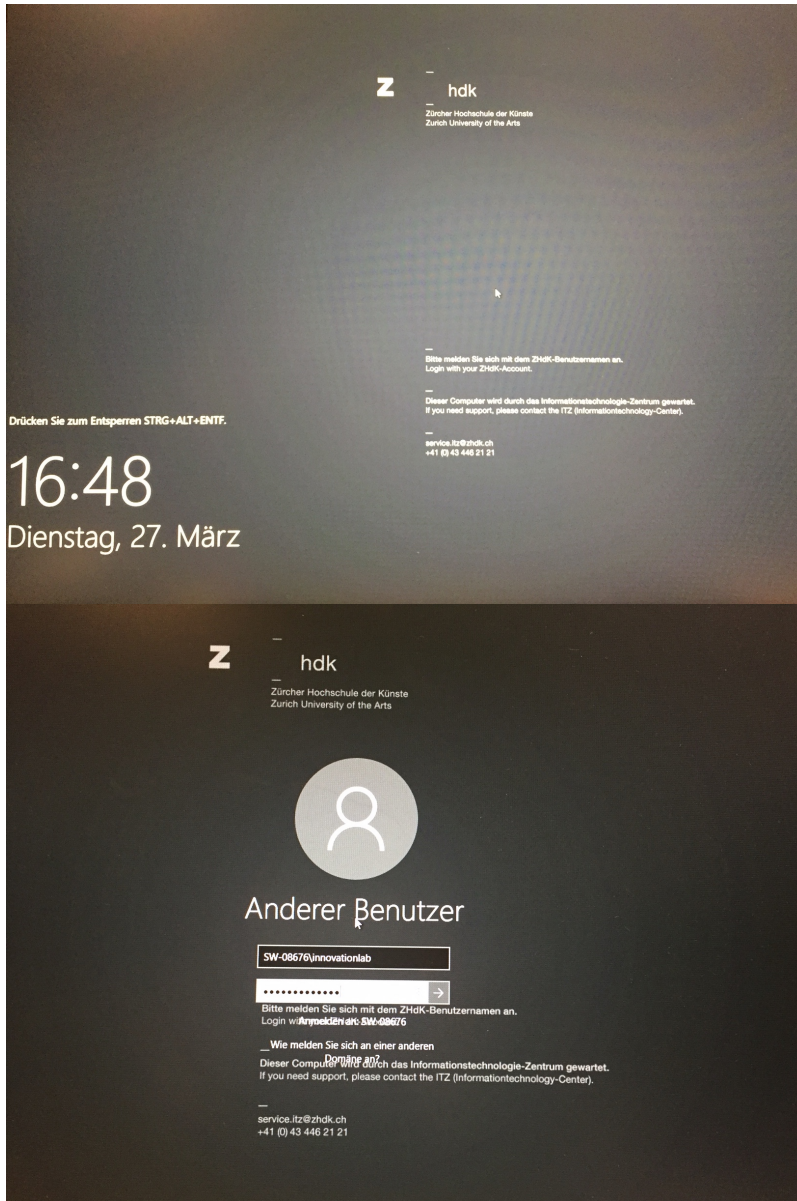 Z hdk
Zürcher Hochschule der Künste
Zurich University of the Arts
Bitte melden Sie sich mit dem ZHdK-Benutzernamen an.
Login with your ZHdK-Account.
Dieser Computer wird durch das Informationstechnologie-Zentrum gewartet.
If you need support, please contact the ITZ (Informationtechnology-Center).
service.itz@zhdk.ch
+41 (0) 43 446 21 21
Drücken Sie zum Entsperren STRG+ALT+ENTF.
16:48
Dienstag, 27. März
Z hdk
Zürcher Hochschule der Künste
Zurich University of the Arts
Anderer Benutzer
SW-08676\innovationlab
Bitte melden Sie sich mit dem ZHdK-Benutzernamen an.
Login
Anmelden an: SW-08676
Wie melden Sie sich an einer anderen
Domäne an?
Dieser Computer wird durch das Informationstechnologie-Zentrum gewartet.
If you need support, please contact the ITZ (Informationtechnology-Center).
service.itz@zhdk.ch
+41 (0) 43 446 21 21